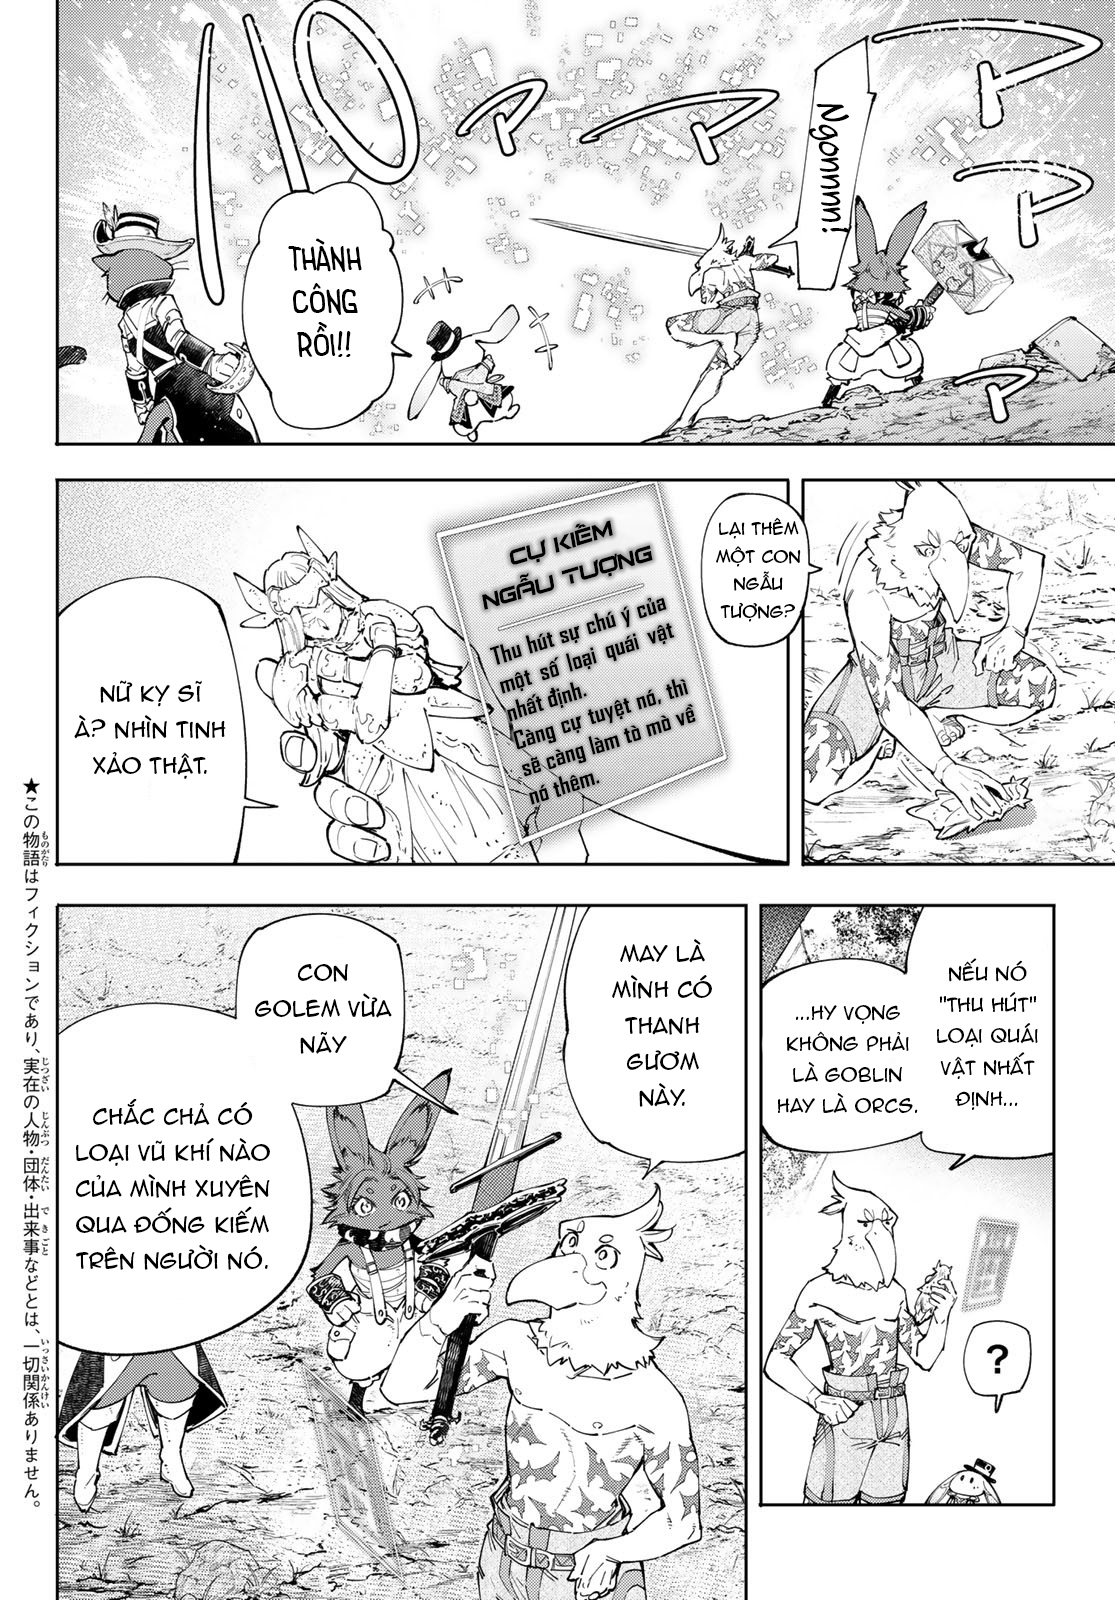 Ngonnnn!
パァァァァ
THÀNH
CÔNG
RỒI!!
LẠI THÊM
MỘT CON
NGẪU
TƯỢNG?
CỰ KIẾM
NGẪU TƯỢNG
Thu hút sự chú ý của
một số loại quái vật
nhất định.
Càng cự tuyệt nó, thì
sẽ càng làm tò mò về
nó thêm.
NỮ KỴ SĨ
À? NHÌN TINH
XẢO THẬT.
NẾU NÓ
"THU HÚT"
LOẠI QUÁI
VẬT NHẤT
ĐỊNH...
...HY VỌNG
KHÔNG PHẢI
LÀ GOBLIN
HAY LÀ ORCS.
?
MAY LÀ
MÌNH CÓ
THANH
GƯƠM
NÀY.
CON
GOLEM VỪA
NÃY
CHẮC CHẢ CÓ
LOẠI VŨ KHÍ NÀO
CỦA MÌNH XUYÊN
QUA ĐỐNG KIẾM
TRÊN NGƯỜI NÓ.
★この物語はフィクションであり、実在の人物・団体・出来事などとは、一切関係ありません。